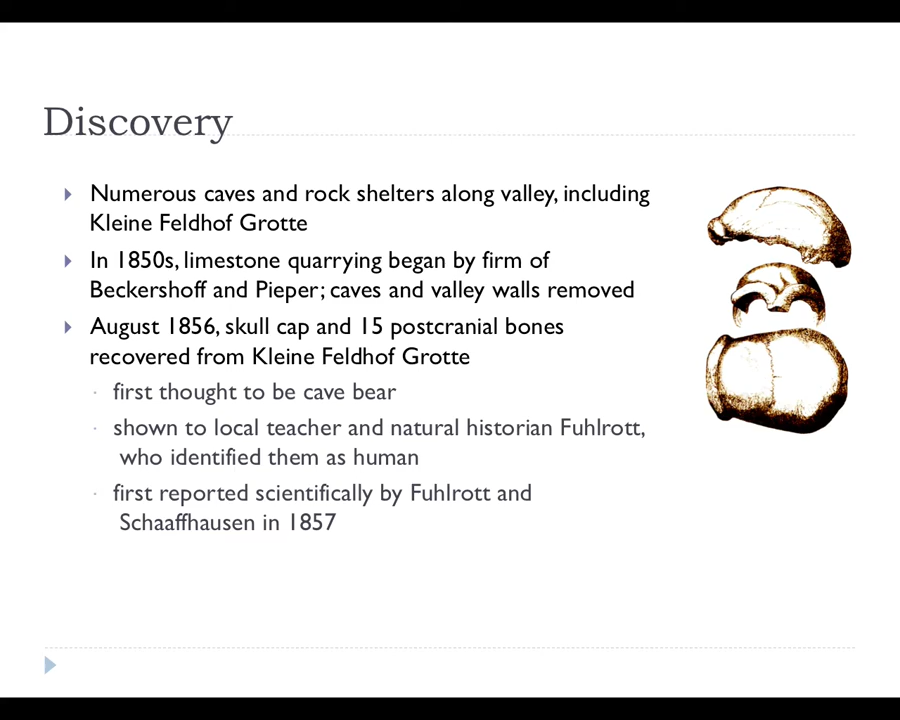 Discovery
Numerous caves and rock shelters along valley, including
Kleine Feldhof Grotte
In 1850s, limestone quarrying began by firm of
Beckershoff and Pieper; caves and valley walls removed
August 1856, skull cap and 15 postcranial bones
recovered from Kleine Feldhof Grotte
first thought to be cave bear
shown to local teacher and natural historian Fuhlrott,
who identified them as human
first reported scientifically by Fuhlrott and
Schaaffhausen in 1857